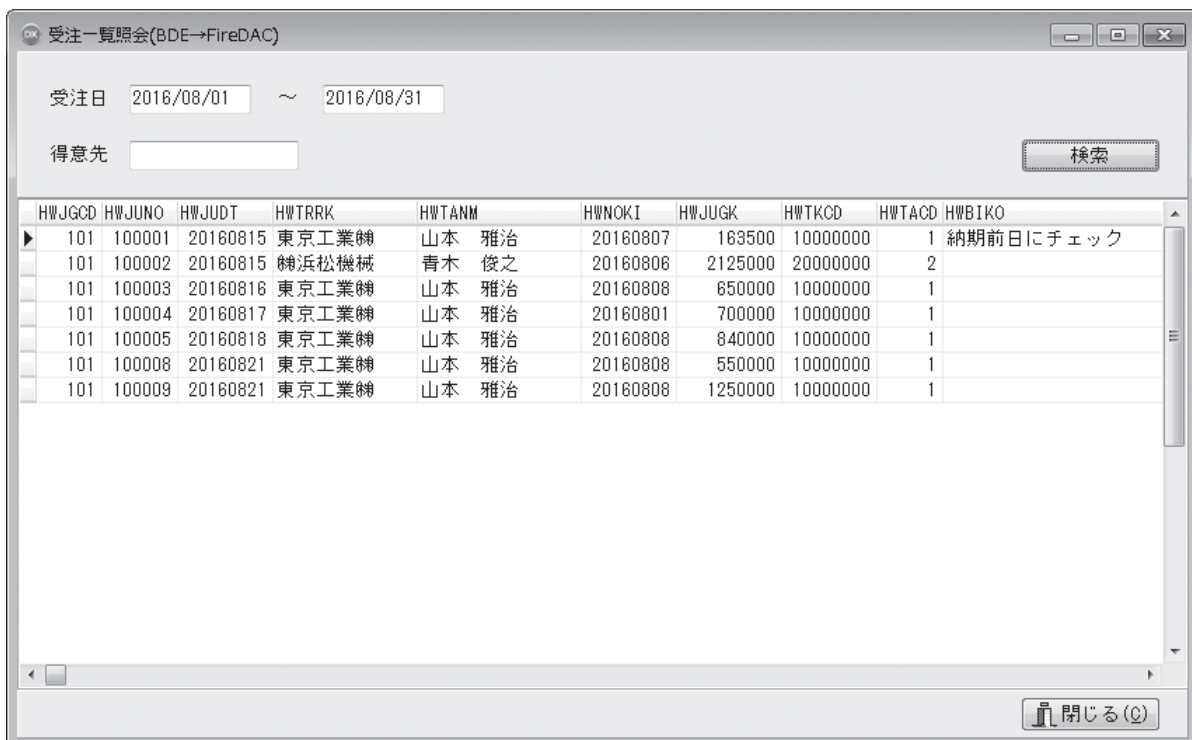 受注一覧照会(BDE→FireDAC)
受注日 2016/08/01 ～ 2016/08/31
得意先
検索
HWJGCD HWJUNO HWJUDT HWTRRK HWTANM HWNOKI HWJUGK HWTKCD HWTACD HWBIKO
101 100001 20160815 東京工業㈱ 山本 雅治 20160807 163500 10000000 1 納期前日にチェック
101 100002 20160815 ㈱浜松機械 青木 俊之 20160806 2125000 20000000 2
101 100003 20160816 東京工業㈱ 山本 雅治 20160808 650000 10000000 1
101 100004 20160817 東京工業㈱ 山本 雅治 20160801 700000 10000000 1
101 100005 20160818 東京工業㈱ 山本 雅治 20160808 840000 10000000 1
101 100008 20160821 東京工業㈱ 山本 雅治 20160808 550000 10000000 1
101 100009 20160821 東京工業㈱ 山本 雅治 20160808 1250000 10000000 1
閉じる(C)